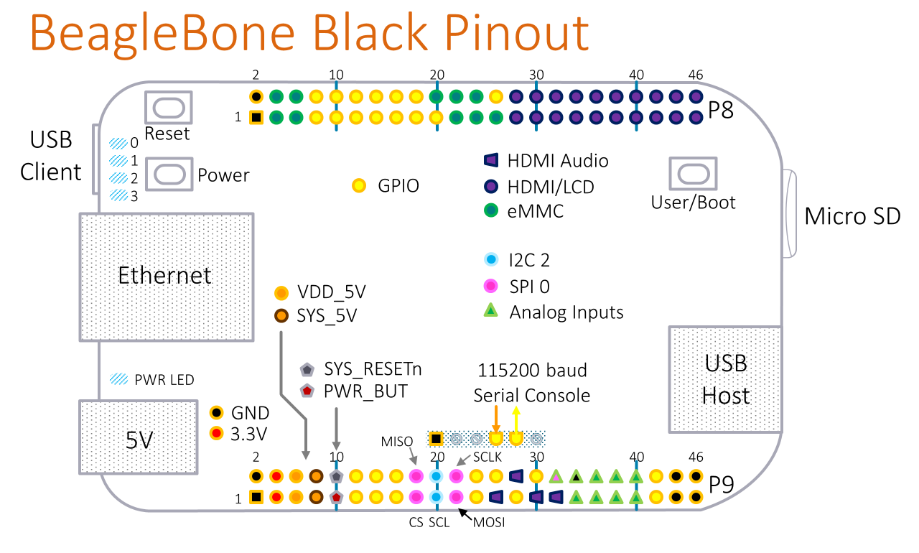 BeagleBone Black Pinout
2 10 20 30 40 46
1
P8
USB
Client
0
1
2
3
Reset
Power
GPIO
HDMI Audio
HDMI/LCD
eMMC
User/Boot
Micro SD
Ethernet
I2C 2
SPI 0
Analog Inputs
VDD_5V
SYS_5V
USB
Host
PWR LED
SYS_RESETn
PWR_BUT
115200 baud
Serial Console
5V
GND
3.3V
MISO
SCLK
2 10 20 30 40 46
1
P9
CS SCL
MOSI